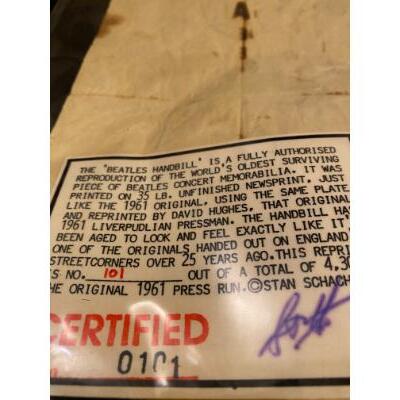 THE "BEATLES HANDBILL" IS A FULLY AUTHORISED
REPRODUCTION OF THE WORLD'S OLDEST SURVIVING
PIECE OF BEATLES CONCERT MEMORABILIA. IT WAS
PRINTED ON 35 LB. UNFINISHED NEWSPRINT, JUST
LIKE THE 1961 ORIGINAL, USING THE SAME PLATE
AND REPRINTED BY DAVID HUGHES, THAT ORIGINAL
1961 LIVERPUDLIAN PRESSMAN. THE HANDBILL HAS
BEEN AGED TO LOOK AND FEEL EXACTLY LIKE IT'S
ONE OF THE ORIGINALS HANDED OUT ON ENGLAND
STREETCORNERS OVER 25 YEARS AGO. THIS REPRI
IS NO. 101 OUT OF A TOTAL OF 4,30
HE ORIGINAL 1961 PRESS RUN. ©STAN SCHACH
CERTIFIED
0101